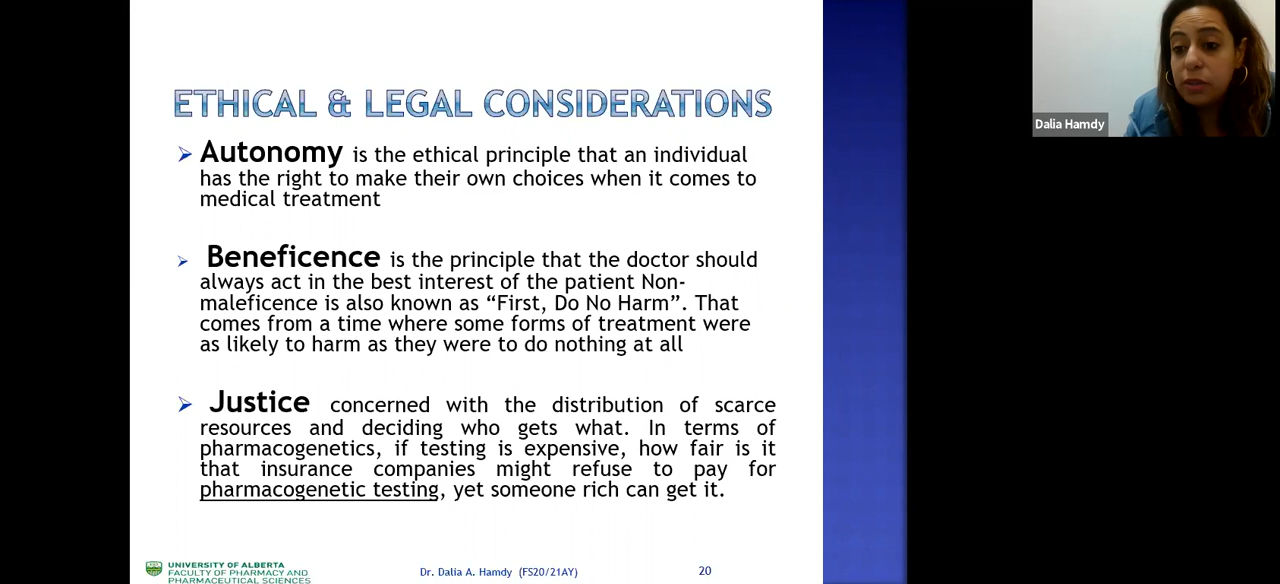 ETHICAL & LEGAL CONSIDERATIONS
Autonomy is the ethical principle that an individual
has the right to make their own choices when it comes to
medical treatment
Beneficence is the principle that the doctor should
always act in the best interest of the patient Non-
maleficence is also known as “First, Do No Harm”. That
comes from a time where some forms of treatment were
as likely to harm as they were to do nothing at all
Justice concerned with the distribution of scarce
resources and deciding who gets what. In terms of
pharmacogenetics, if testing is expensive, how fair is it
that insurance companies might refuse to pay for
pharmacogenetic testing, yet someone rich can get it.
UNIVERSITY OF ALBERTA
FACULTY OF PHARMACY AND
PHARMACEUTICAL SCIENCES
Dr. Dalia A. Hamdy (FS20/21AY)
20
Dalia Hamdy